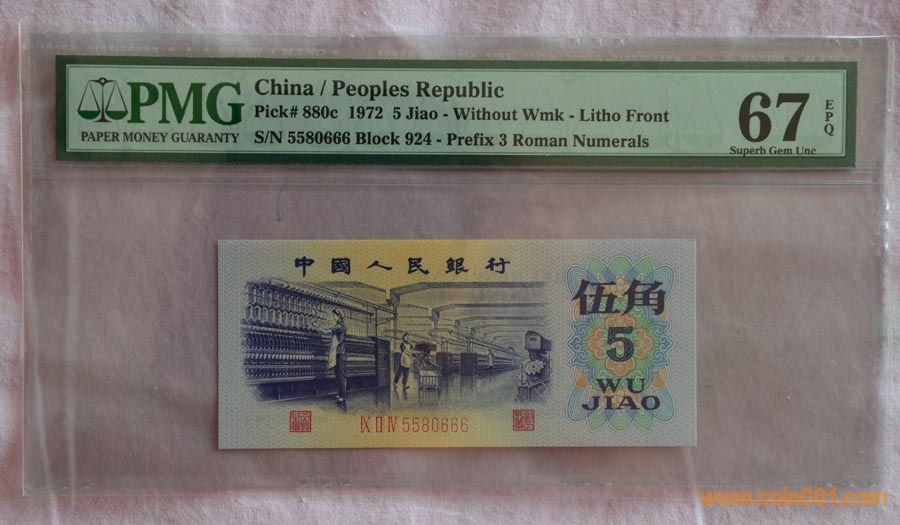 PMG
PAPER MONEY GUARANTY
China / Peoples Republic
Pick# 880c 1972 5 Jiao - Without Wmk - Litho Front
S/N 5580666 Block 924 - Prefix 3 Roman Numerals
67
EPQ
Superb Gem Unc
中國人民銀行
伍角
5
WU
JIAO
IX II IV 5580666
www.coin001.com